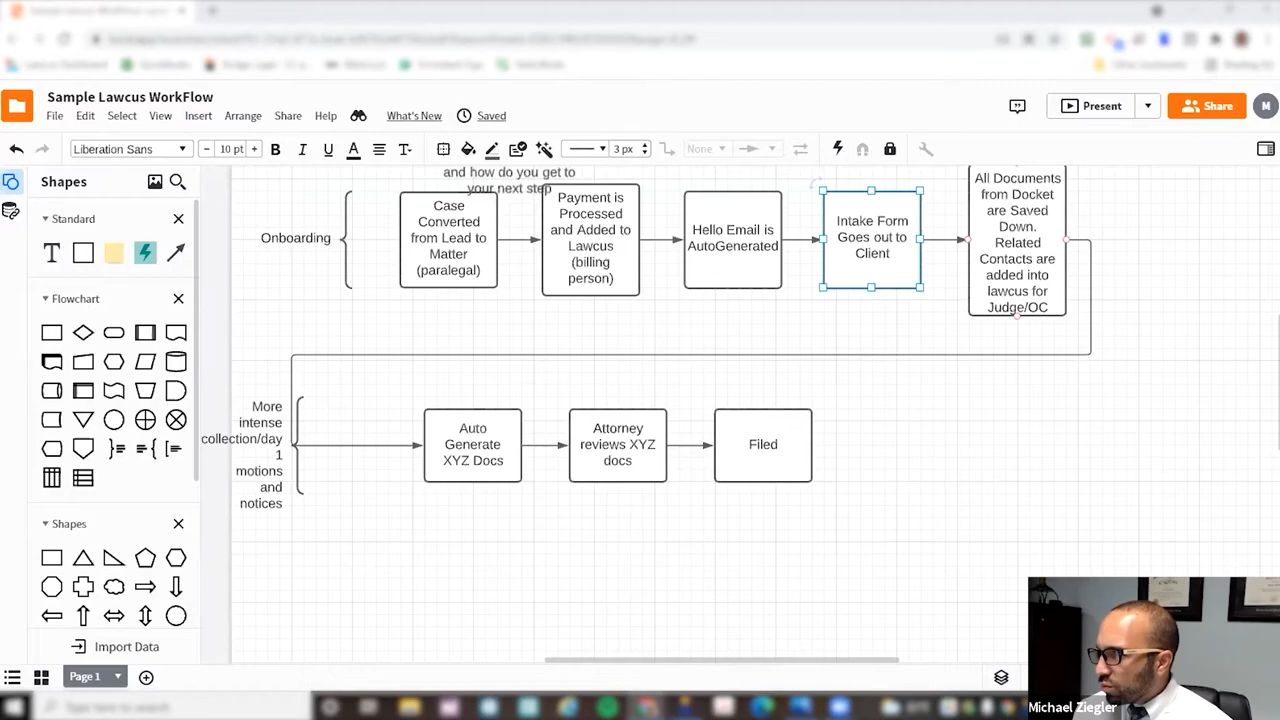 Sample Lawcus WorkFlow
File Edit Select View Insert Arrange Share Help What's New Saved
Present
Share
M
Liberation Sans
10 pt
B I U A T
3 px
None
Shapes
Standard
T
Flowchart
Shapes
Import Data
Page 1
and how do you get to
your next step
Onboarding
Case
Converted
from Lead to
Matter
(paralegal)
Payment is
Processed
and Added to
Lawcus
(billing
person)
Hello Email is
AutoGenerated
Intake Form
Goes out to
Client
All Documents
from Docket
are Saved
Down.
Related
Contacts are
added into
lawcus for
Judge/OC
More
intense
collection/day
1
motions
and
notices
Auto
Generate
XYZ Docs
Attorney
reviews XYZ
docs
Filed
Michael Ziegler
Type here to search